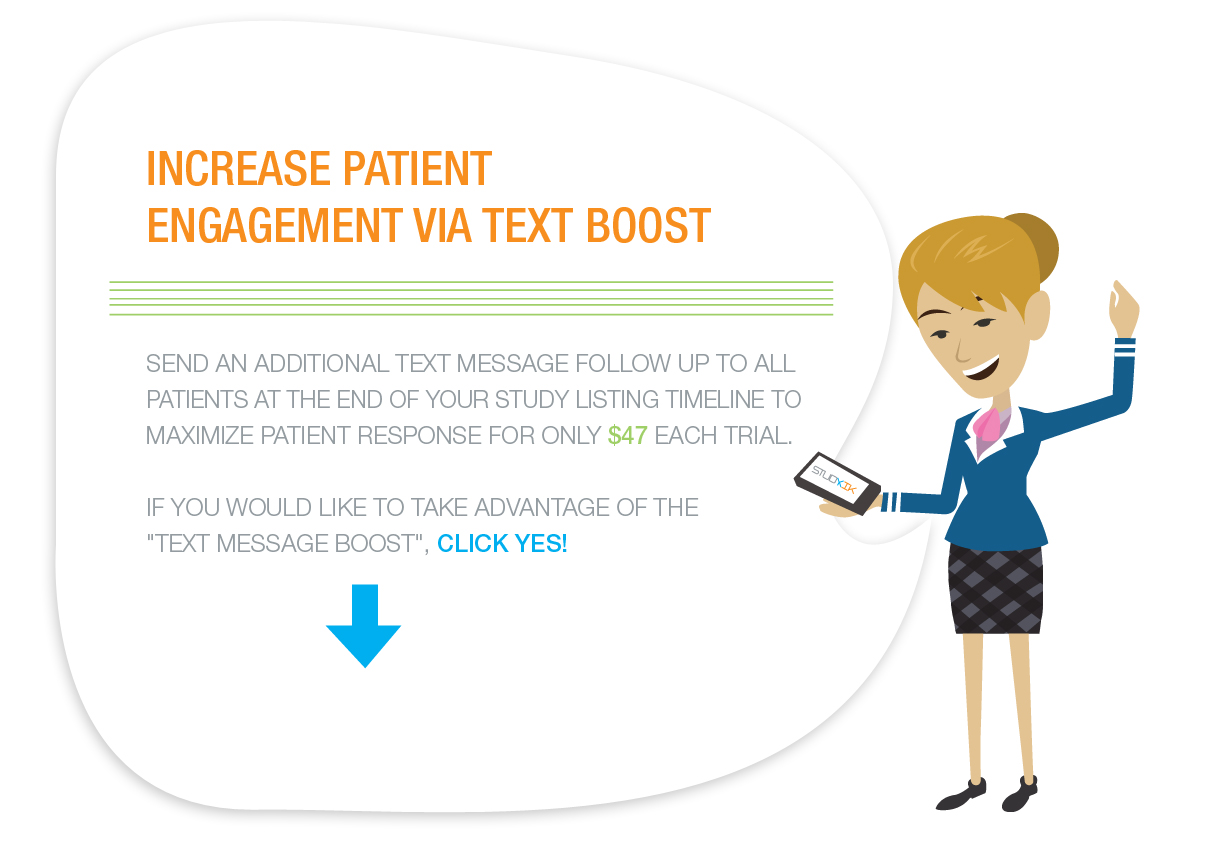 INCREASE PATIENT
ENGAGEMENT VIA TEXT BOOST
SEND AN ADDITIONAL TEXT MESSAGE FOLLOW UP TO ALL
PATIENTS AT THE END OF YOUR STUDY LISTING TIMELINE TO
MAXIMIZE PATIENT RESPONSE FOR ONLY $47 EACH TRIAL.
IF YOU WOULD LIKE TO TAKE ADVANTAGE OF THE
"TEXT MESSAGE BOOST", CLICK YES!
STUDYKIK